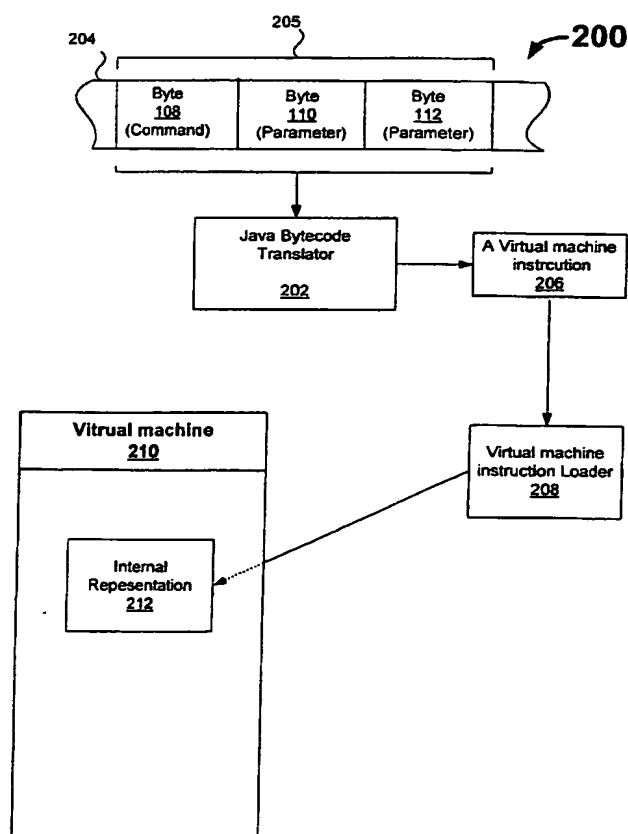 204
205
200
Byte
108
(Command)
Byte
110
(Parameter)
Byte
112
(Parameter)
Java Bytecode
Translator
202
A Virtual machine
instrcution
206
Vitrual machine
210
Virtual machine
instruction Loader
208
Internal
Repesentation
212